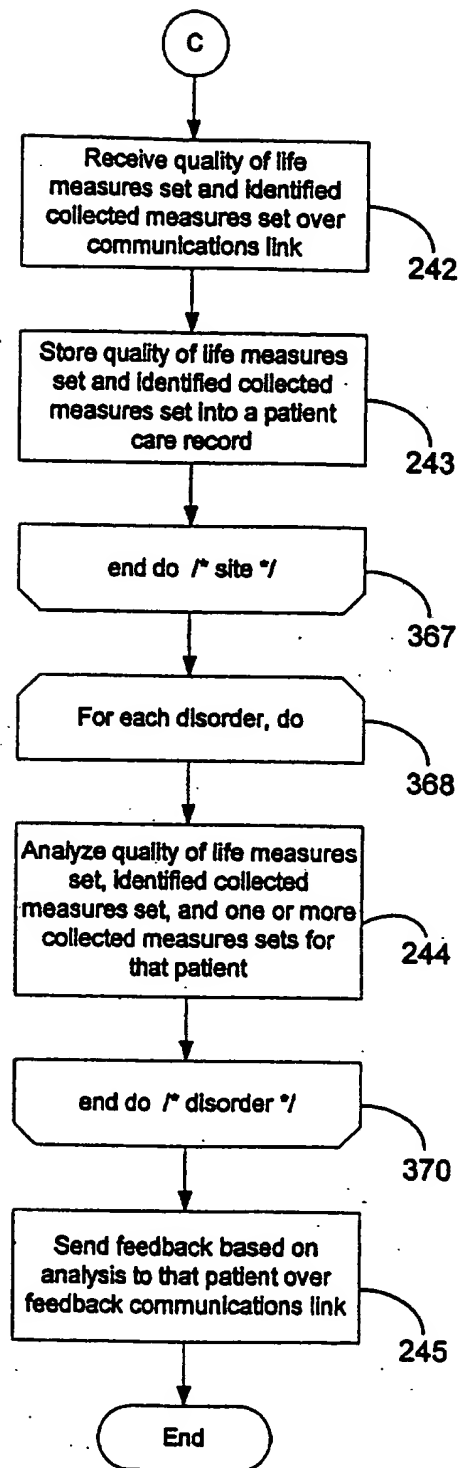 C
Receive quality of life
measures set and identified
collected measures set over
communications link
242
Store quality of life measures
set and identified collected
measures set into a patient
care record
243
end do /* site */
367
For each disorder, do
368
Analyze quality of life measures
set, identified collected
measures set, and one or more
collected measures sets for
that patient
244
end do /* disorder */
370
Send feedback based on
analysis to that patient over
feedback communications link
245
End